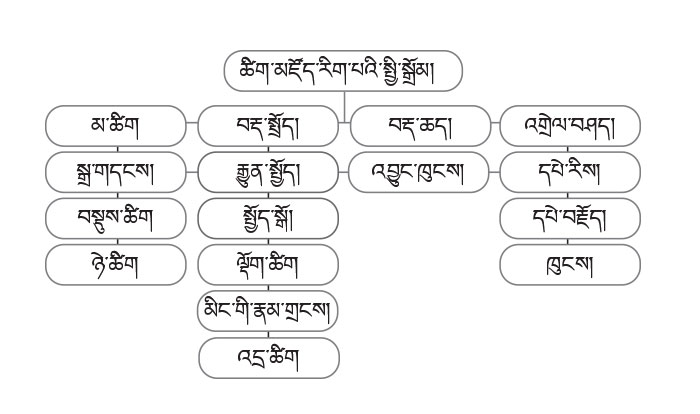 ཚིག་མཛོད་རིག་པའི་སྤྱི་སྒྲོམ།
མ་ཚིག བརྡ་སྤྲོད། བརྡ་ཆད། འགྲེལ་བཤད།
སྒྲ་གདངས། རྒྱུན་སྤྱོད། འབྱུང་ཁུངས། དཔེ་རིས།
བསྡུས་ཚིག སྤྱོད་སྒོ། དཔེ་བརྗོད།
ཉེ་ཚིག ལྡོག་ཚིག ཁུངས།
མིང་གི་རྣམ་གྲངས།
འདྲ་ཚིག